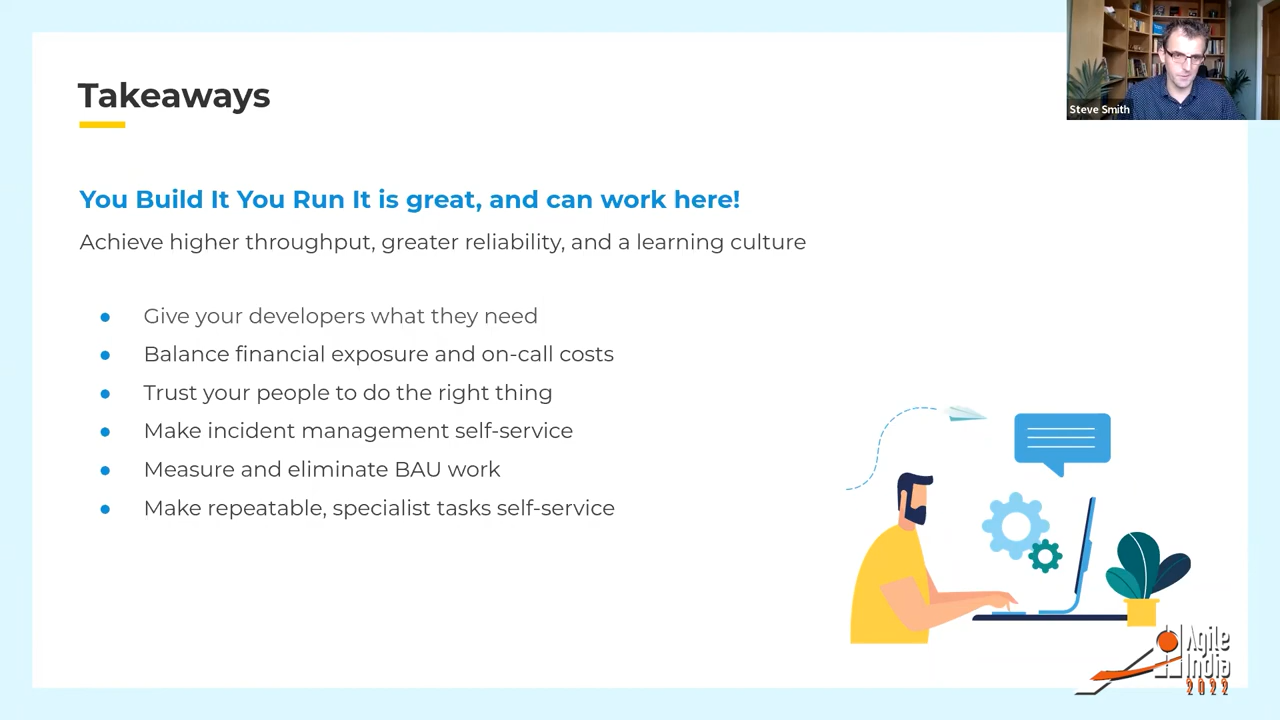 Takeaways
Steve Smith
You Build It You Run It is great, and can work here!
Achieve higher throughput, greater reliability, and a learning culture
● Give your developers what they need
● Balance financial exposure and on-call costs
● Trust your people to do the right thing
● Make incident management self-service
● Measure and eliminate BAU work
● Make repeatable, specialist tasks self-service
Agile
India
2022